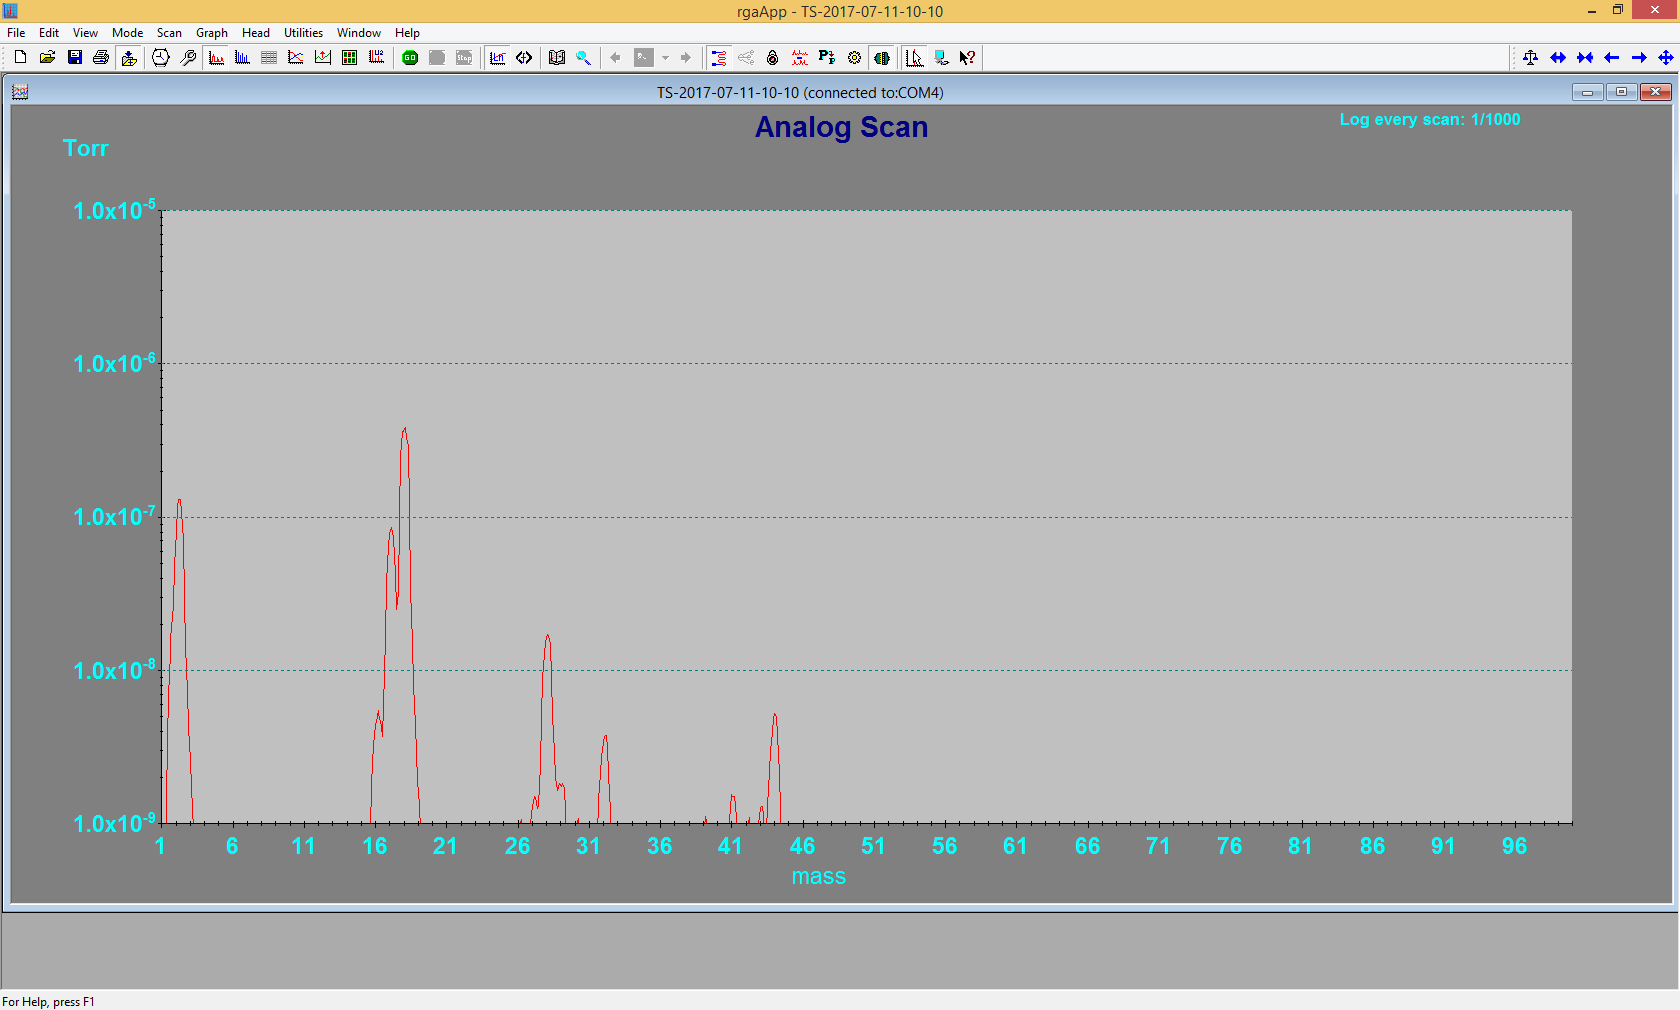 rgaApp - TS-2017-07-11-10-10
File Edit View Mode Scan Graph Head Utilities Window Help
GO Stop
TS-2017-07-11-10-10 (connected to:COM4)
Analog Scan
Log every scan: 1/1000
Torr
1.0x10-5
1.0x10-6
1.0x10-7
1.0x10-8
1.0x10-9
1 6 11 16 21 26 31 36 41 46 51 56 61 66 71 76 81 86 91 96
mass
For Help, press F1